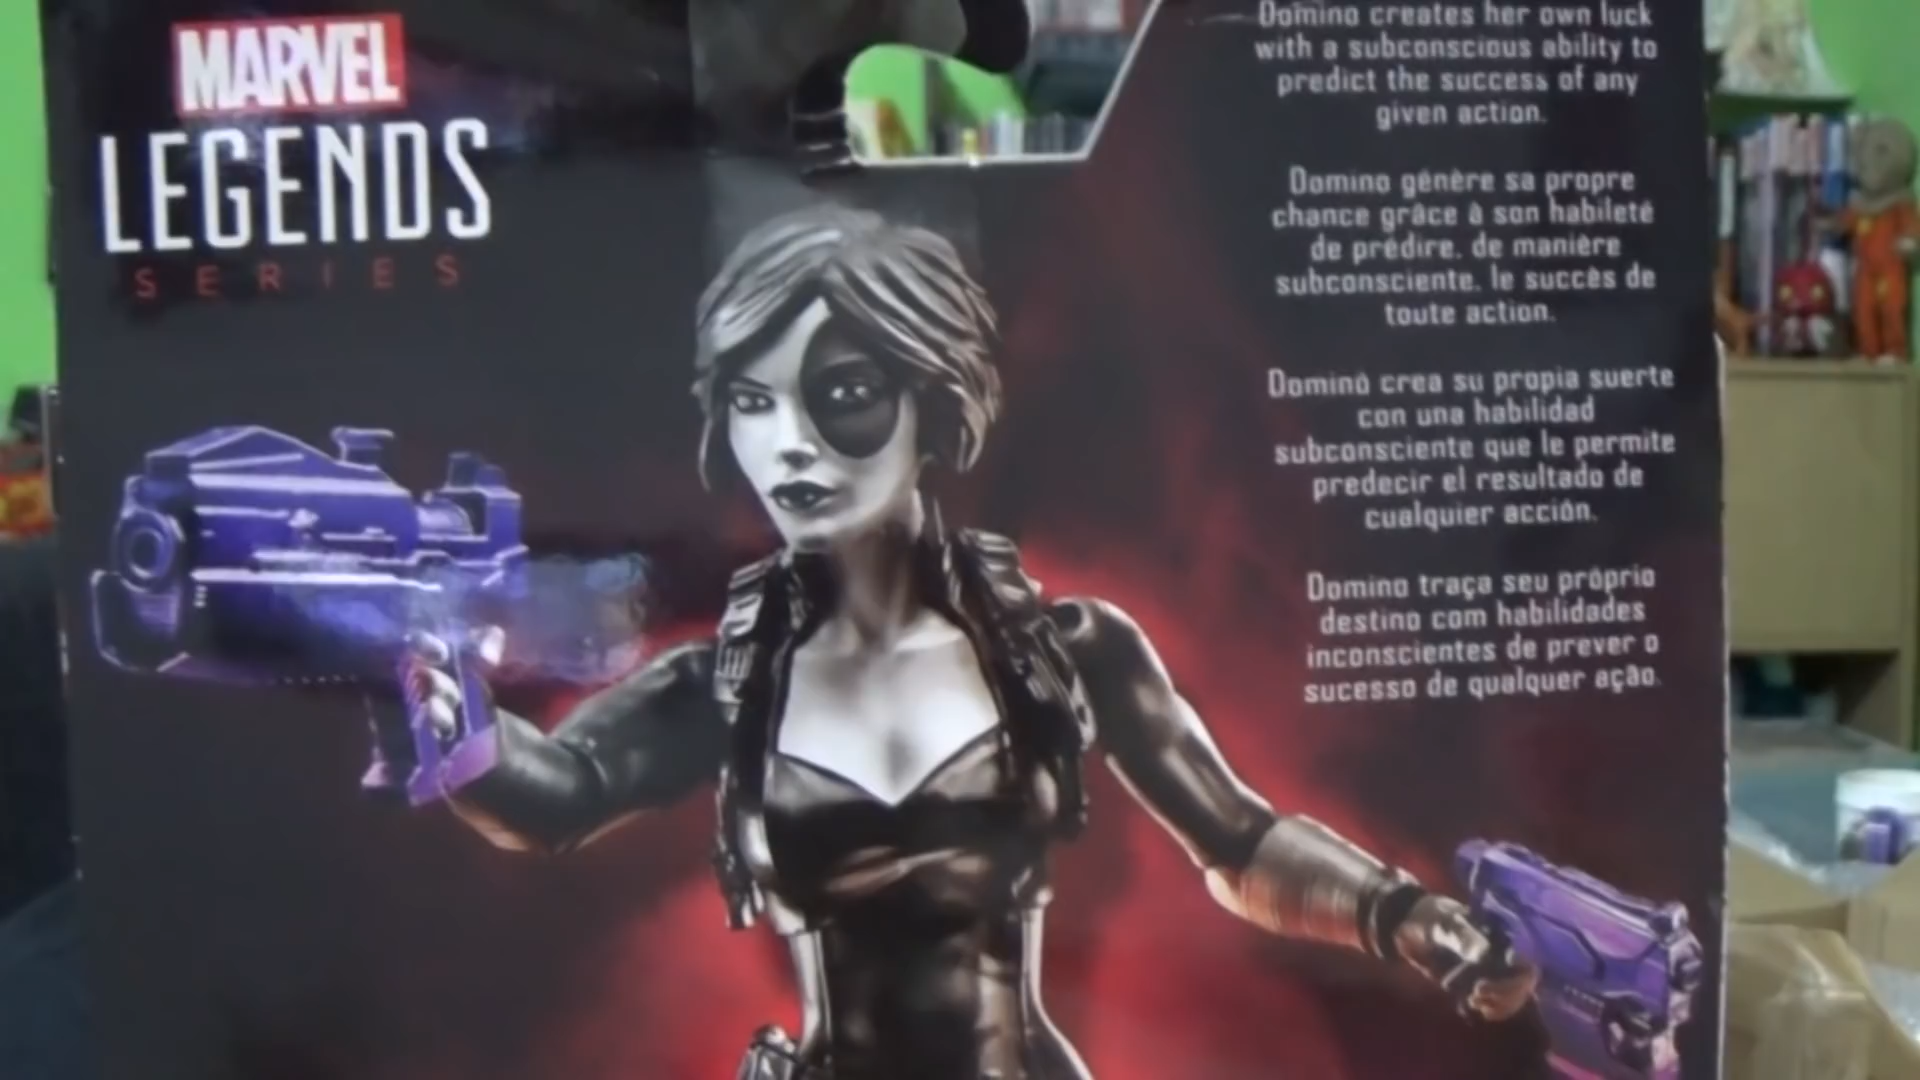 MARVEL
LEGENDS
SERIES
Domino creates her own luck
with a subconscious ability to
predict the success of any
given action.
Domino génère sa propre
chance grâce à son habileté
de prédire, de manière
subconsciente, le succès de
toute action.
Dominó crea su propia suerte
con una habilidad
subconsciente que le permite
predecir el resultado de
cualquier acción.
Domino traça seu próprio
destino com habilidades
inconscientes de prever o
sucesso de qualquer ação.